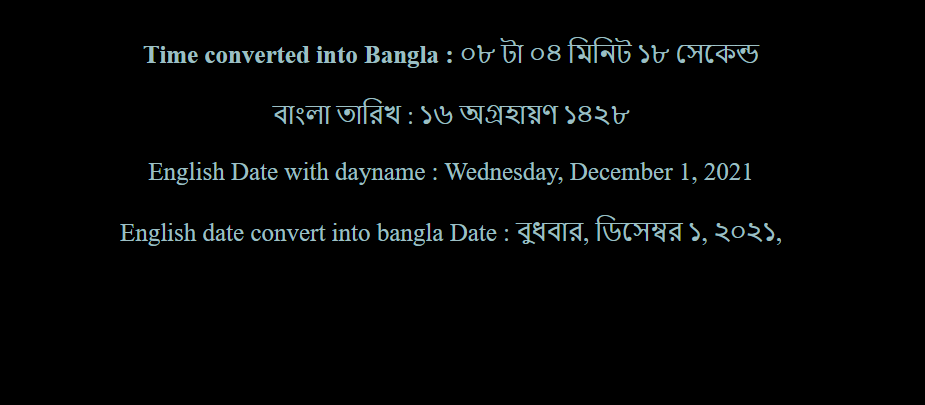 Time converted into Bangla : ০৮ টা ০৪ মিনিট ১৮ সেকেন্ড
বাংলা তারিখ : ১৬ অগ্রহায়ণ ১৪২৮
English Date with dayname : Wednesday, December 1, 2021
English date convert into bangla Date : বুধবার, ডিসেম্বর ১, ২০২১,